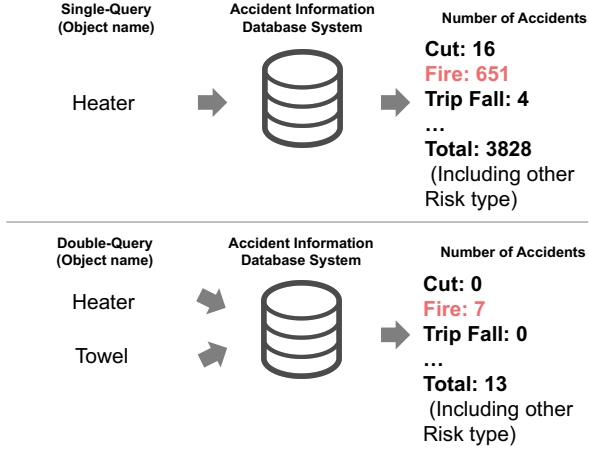 Single-Query
(Object name)
Accident Information
Database System
Number of Accidents
Heater
Cut: 16
Fire: 651
Trip Fall: 4
...
Total: 3828
(Including other
Risk type)
Double-Query
(Object name)
Accident Information
Database System
Number of Accidents
Heater
Towel
Cut: 0
Fire: 7
Trip Fall: 0
...
Total: 13
(Including other
Risk type)